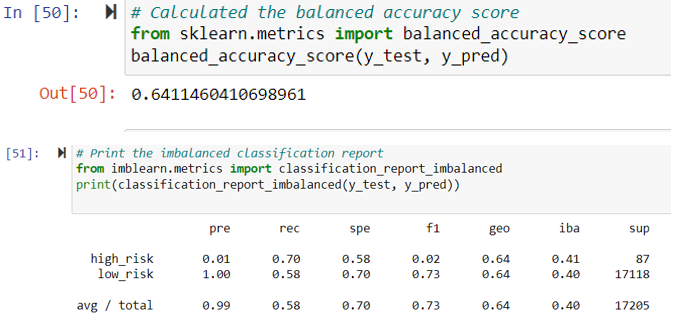 In [50]: # Calculated the balanced accuracy score
from sklearn.metrics import balanced_accuracy_score
balanced_accuracy_score(y_test, y_pred)
Out[50]: 0.6411460410698961
[51]: # Print the imbalanced classification report
from imblearn.metrics import classification_report_imbalanced
print(classification_report_imbalanced(y_test, y_pred))
pre rec spe f1 geo iba sup
high_risk 0.01 0.70 0.58 0.02 0.64 0.41 87
low_risk 1.00 0.58 0.70 0.73 0.64 0.40 17118
avg / total 0.99 0.58 0.70 0.73 0.64 0.40 17205